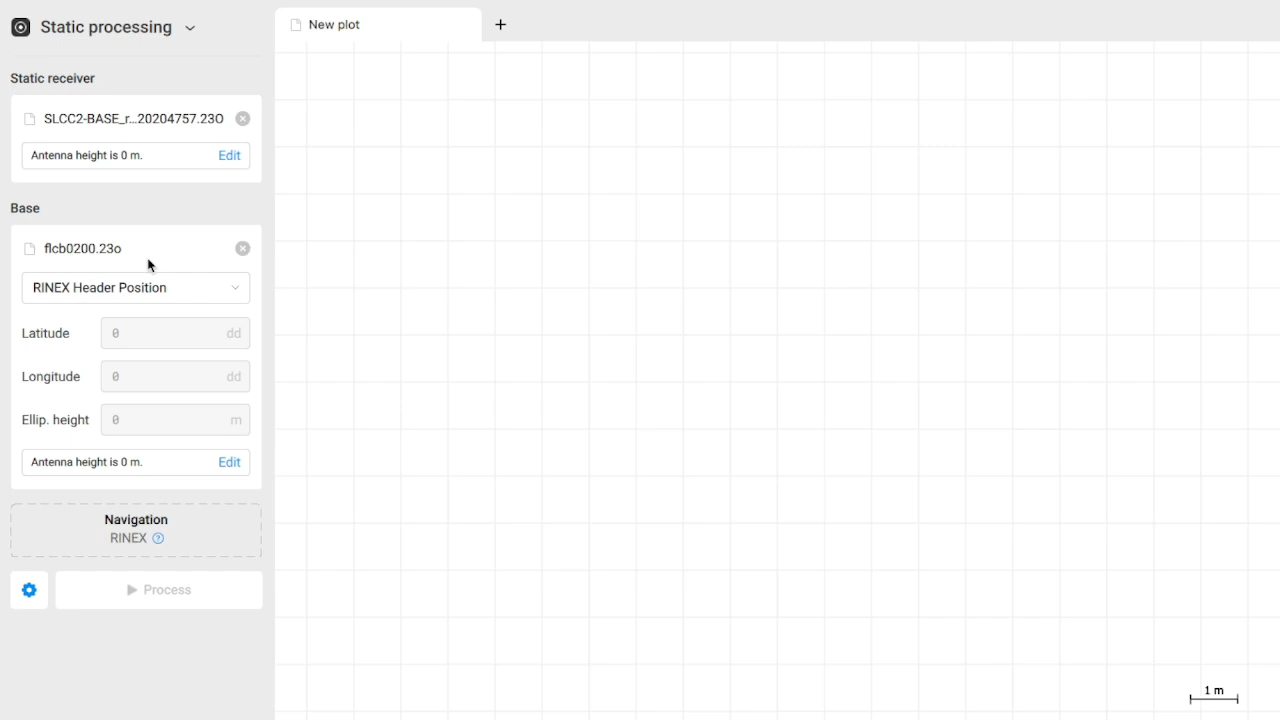 Static processing
New plot
Static receiver
SLCC2-BASE_r...20204757.23O
Antenna height is 0 m.
Edit
Base
flcb0200.23o
RINEX Header Position
Latitude
0
dd
Longitude
0
dd
Ellip. height
0
m
Antenna height is 0 m.
Edit
Navigation
RINEX ?
Process
1 m